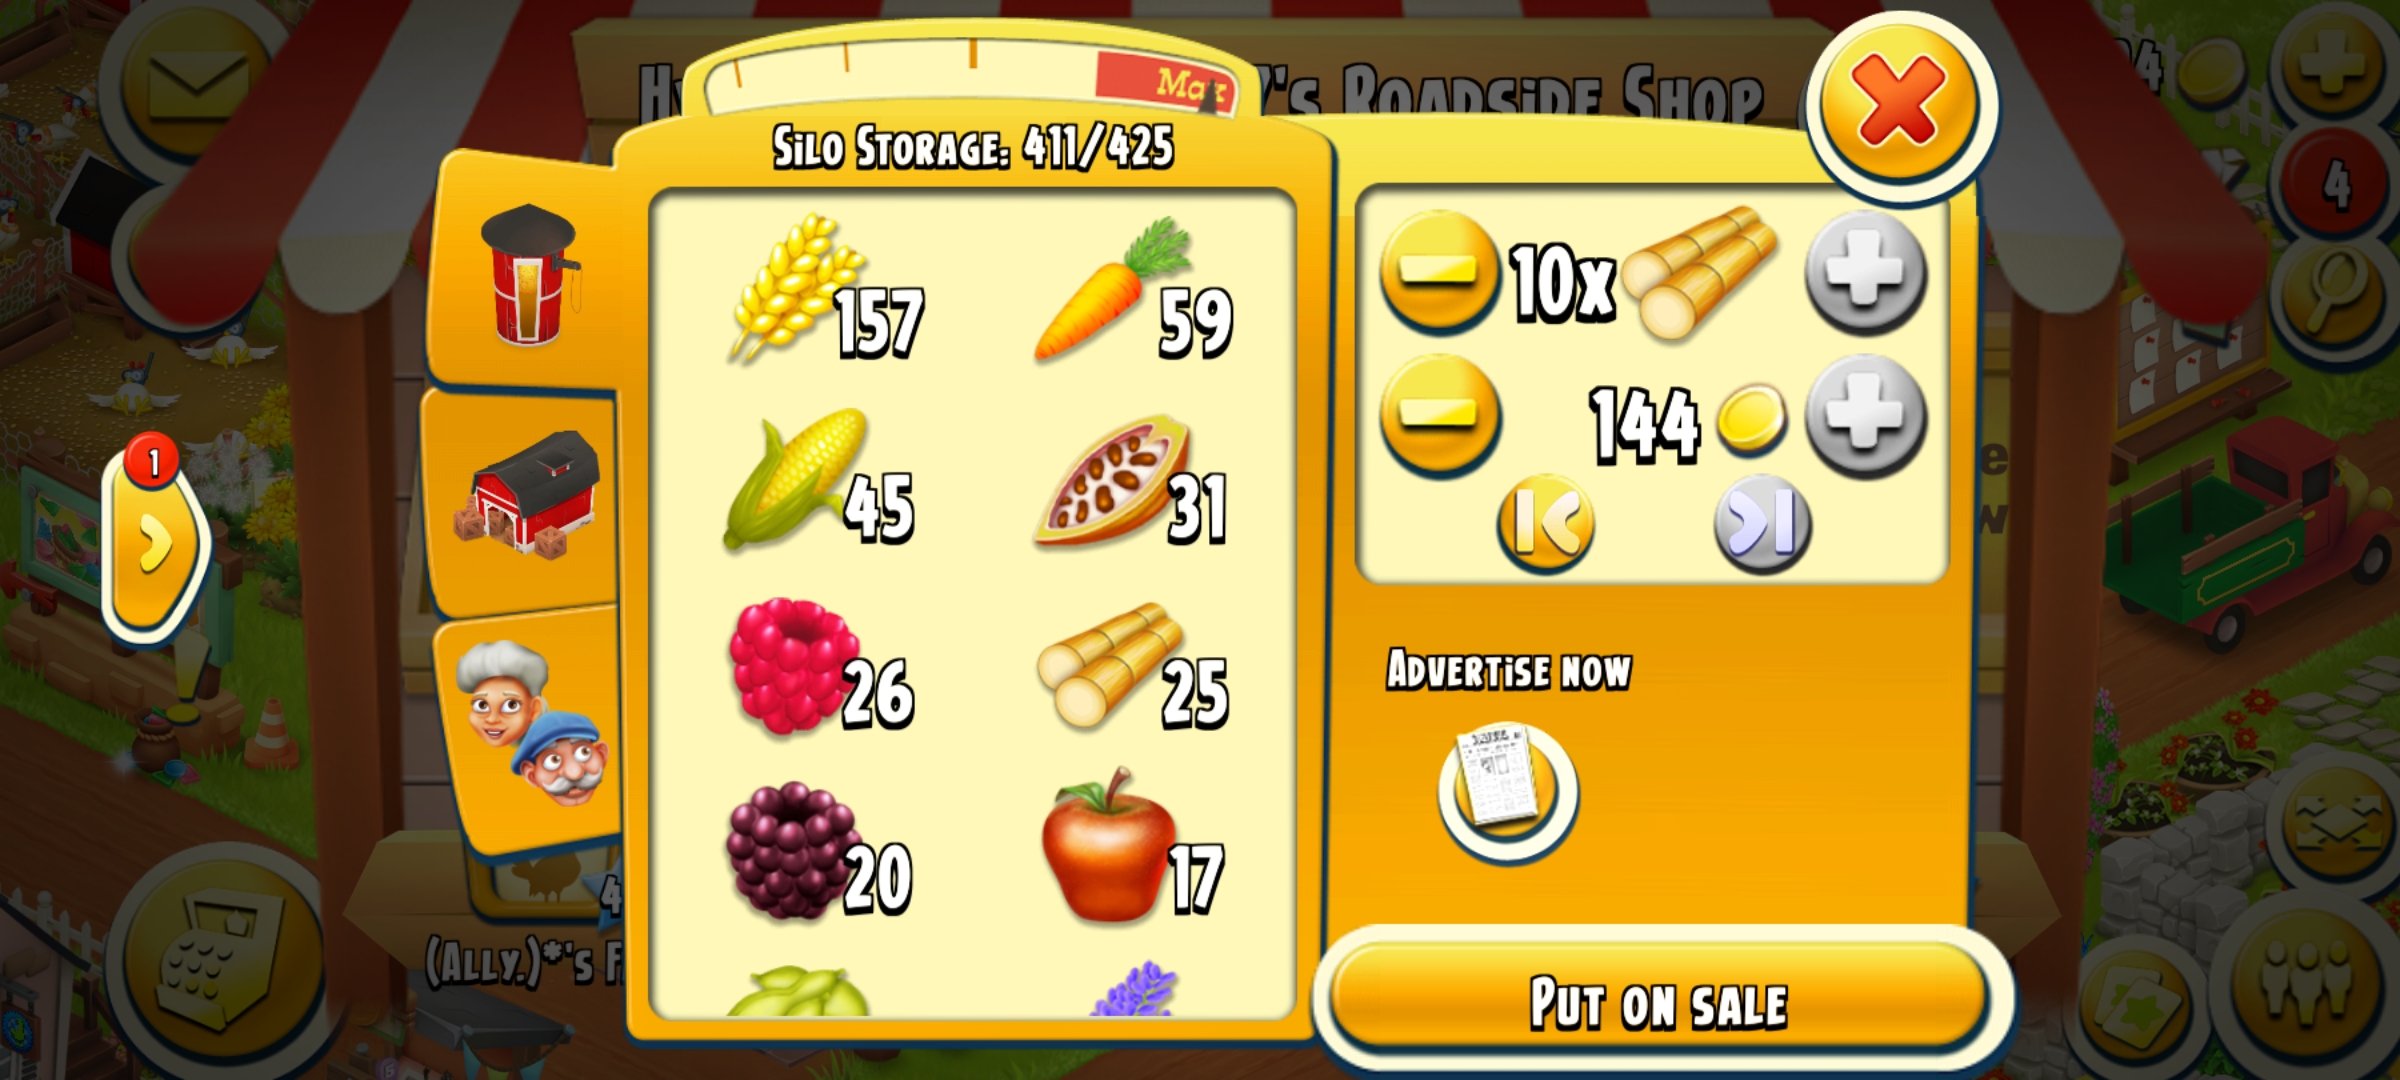 Max
'S ROADSIDE SHOP
SILO STORAGE: 411/425
4
157
59
10x
144
45
31
1
26
25
ADVERTISE NOW
20
17
(ALLY.)*'S
PUT ON SALE